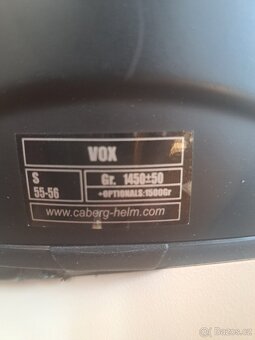 VOX
S
55-56
Gr. 1450±50
+OPTIONALS:1500Gr
www.caberg-helm.com
bazos.cz